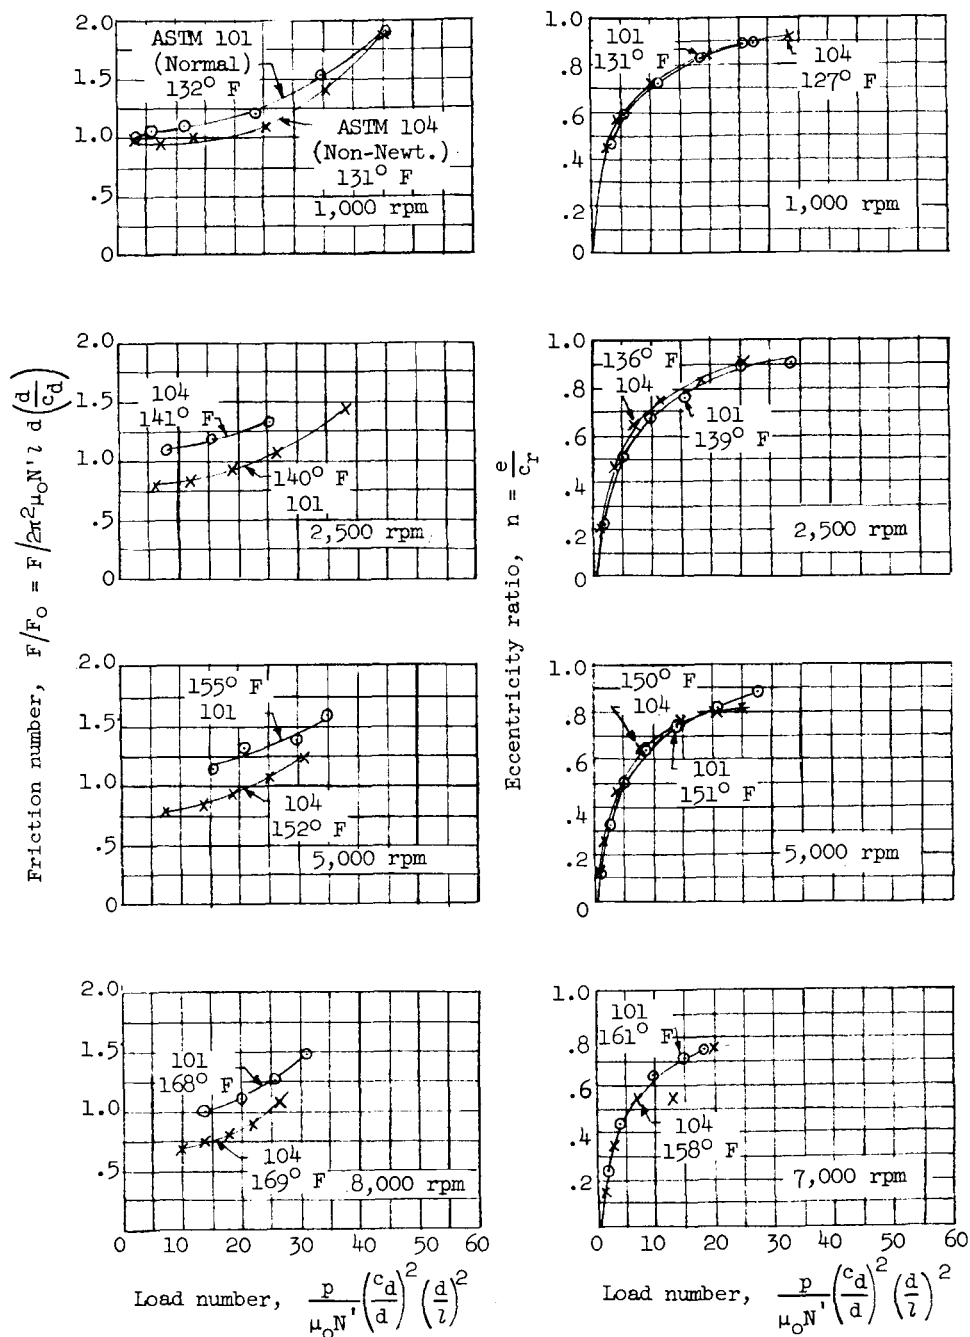 2.0
1.5
1.0
.5
0
ASTM 101
(Normal)
132° F
ASTM 104
(Non-Newt.)
131° F
1,000 rpm
1.0
.8
.6
.4
.2
0
101
131° F
104
127° F
1,000 rpm
2.0
1.5
1.0
.5
0
104
141° F
140° F
101
2,500 rpm
1.0
.8
.6
.4
.2
0
136° F
104
101
139° F
2,500 rpm
2.0
1.5
1.0
.5
0
155° F
101
104
152° F
5,000 rpm
1.0
.8
.6
.4
.2
0
150° F
104
101
151° F
5,000 rpm
2.0
1.5
1.0
.5
101
168° F
104
169° F
8,000 rpm
0 10 20 30 40 50 60
1.0
.8
.6
.4
.2
101
161° F
104
158° F
7,000 rpm
0 10 20 30 40 50 60
Friction number, F/F₀ = F/2π²μ₀N'l d(d/c_d)
Eccentricity ratio, n = e/c_r
Load number, p/μ₀N' (c_d/d)² (d/l)²
Load number, p/μ₀N' (c_d/d)² (d/l)²